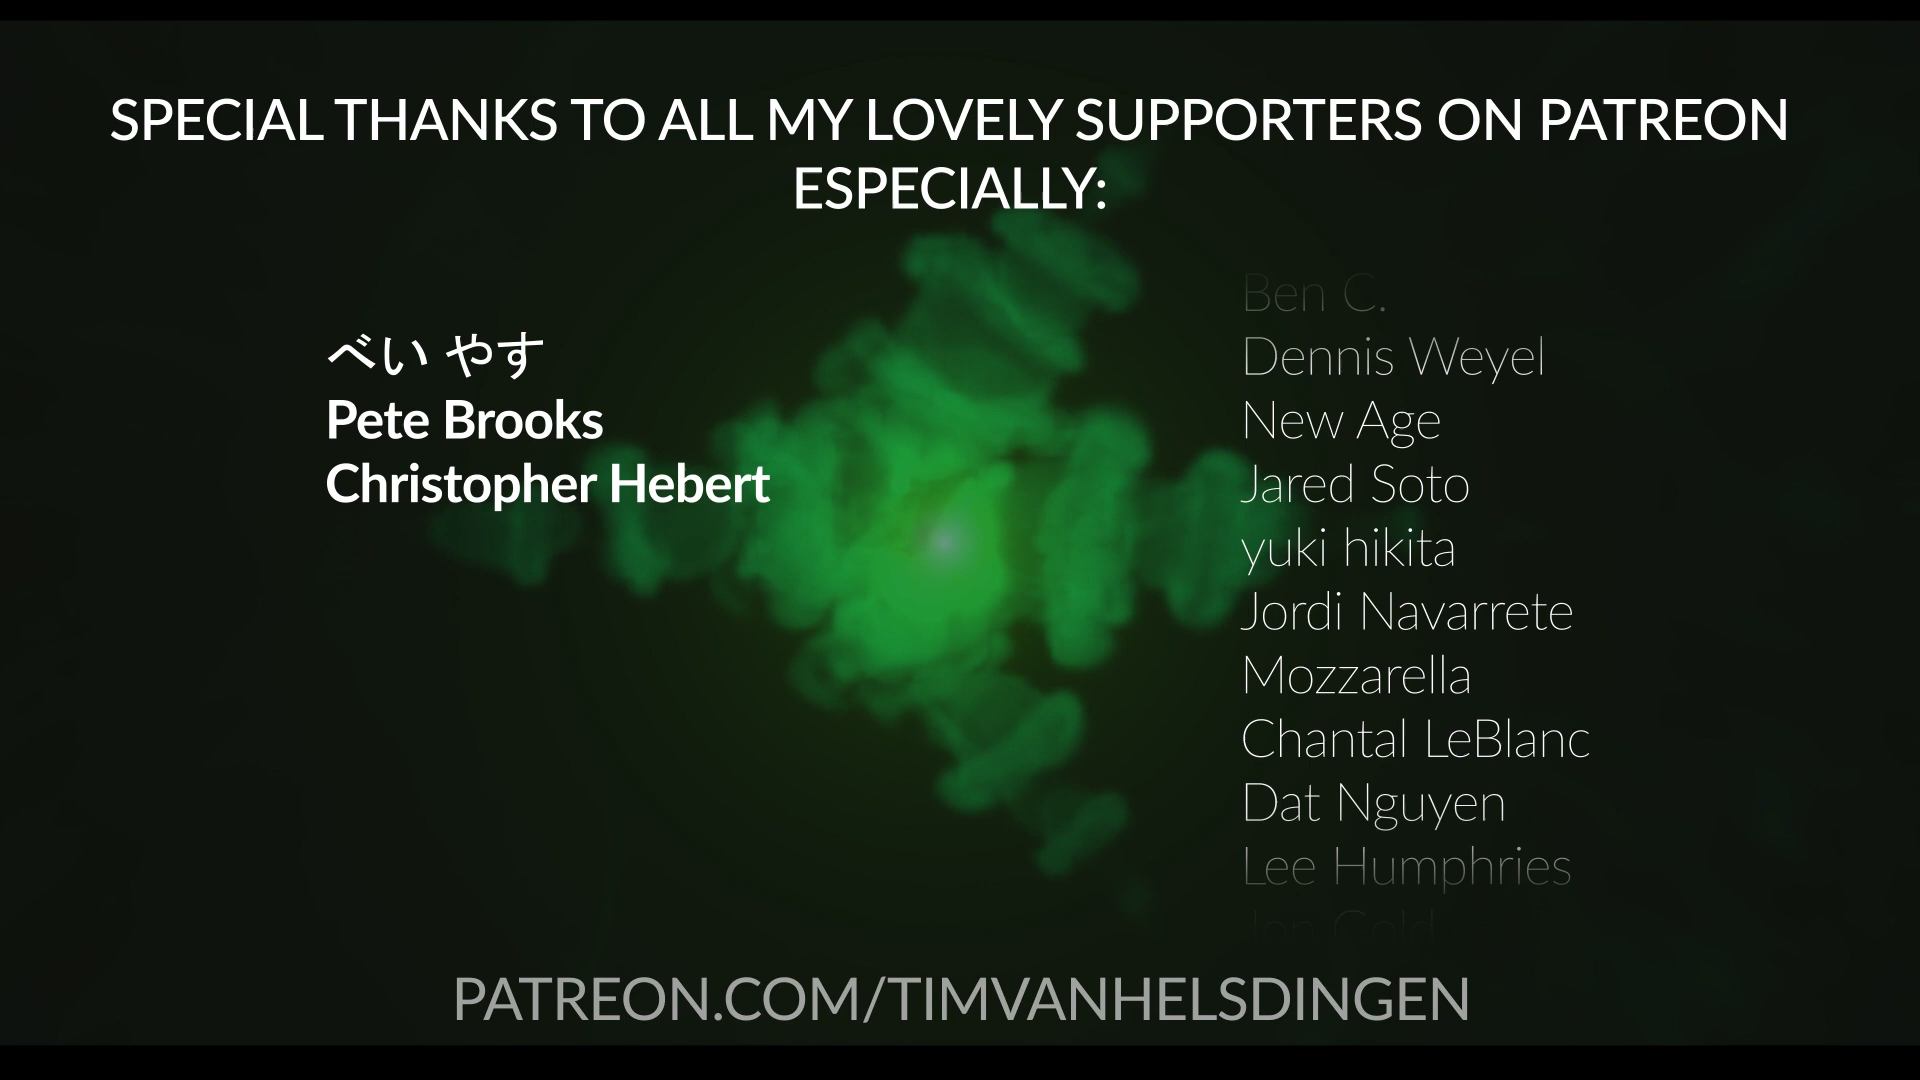 SPECIAL THANKS TO ALL MY LOVELY SUPPORTERS ON PATREON
ESPECIALLY:
べい やす
Pete Brooks
Christopher Hebert
Ben C.
Dennis Weyel
New Age
Jared Soto
yuki hikita
Jordi Navarrete
Mozzarella
Chantal LeBlanc
Dat Nguyen
Lee Humphries
PATREON.COM/TIMVANHELSDINGEN